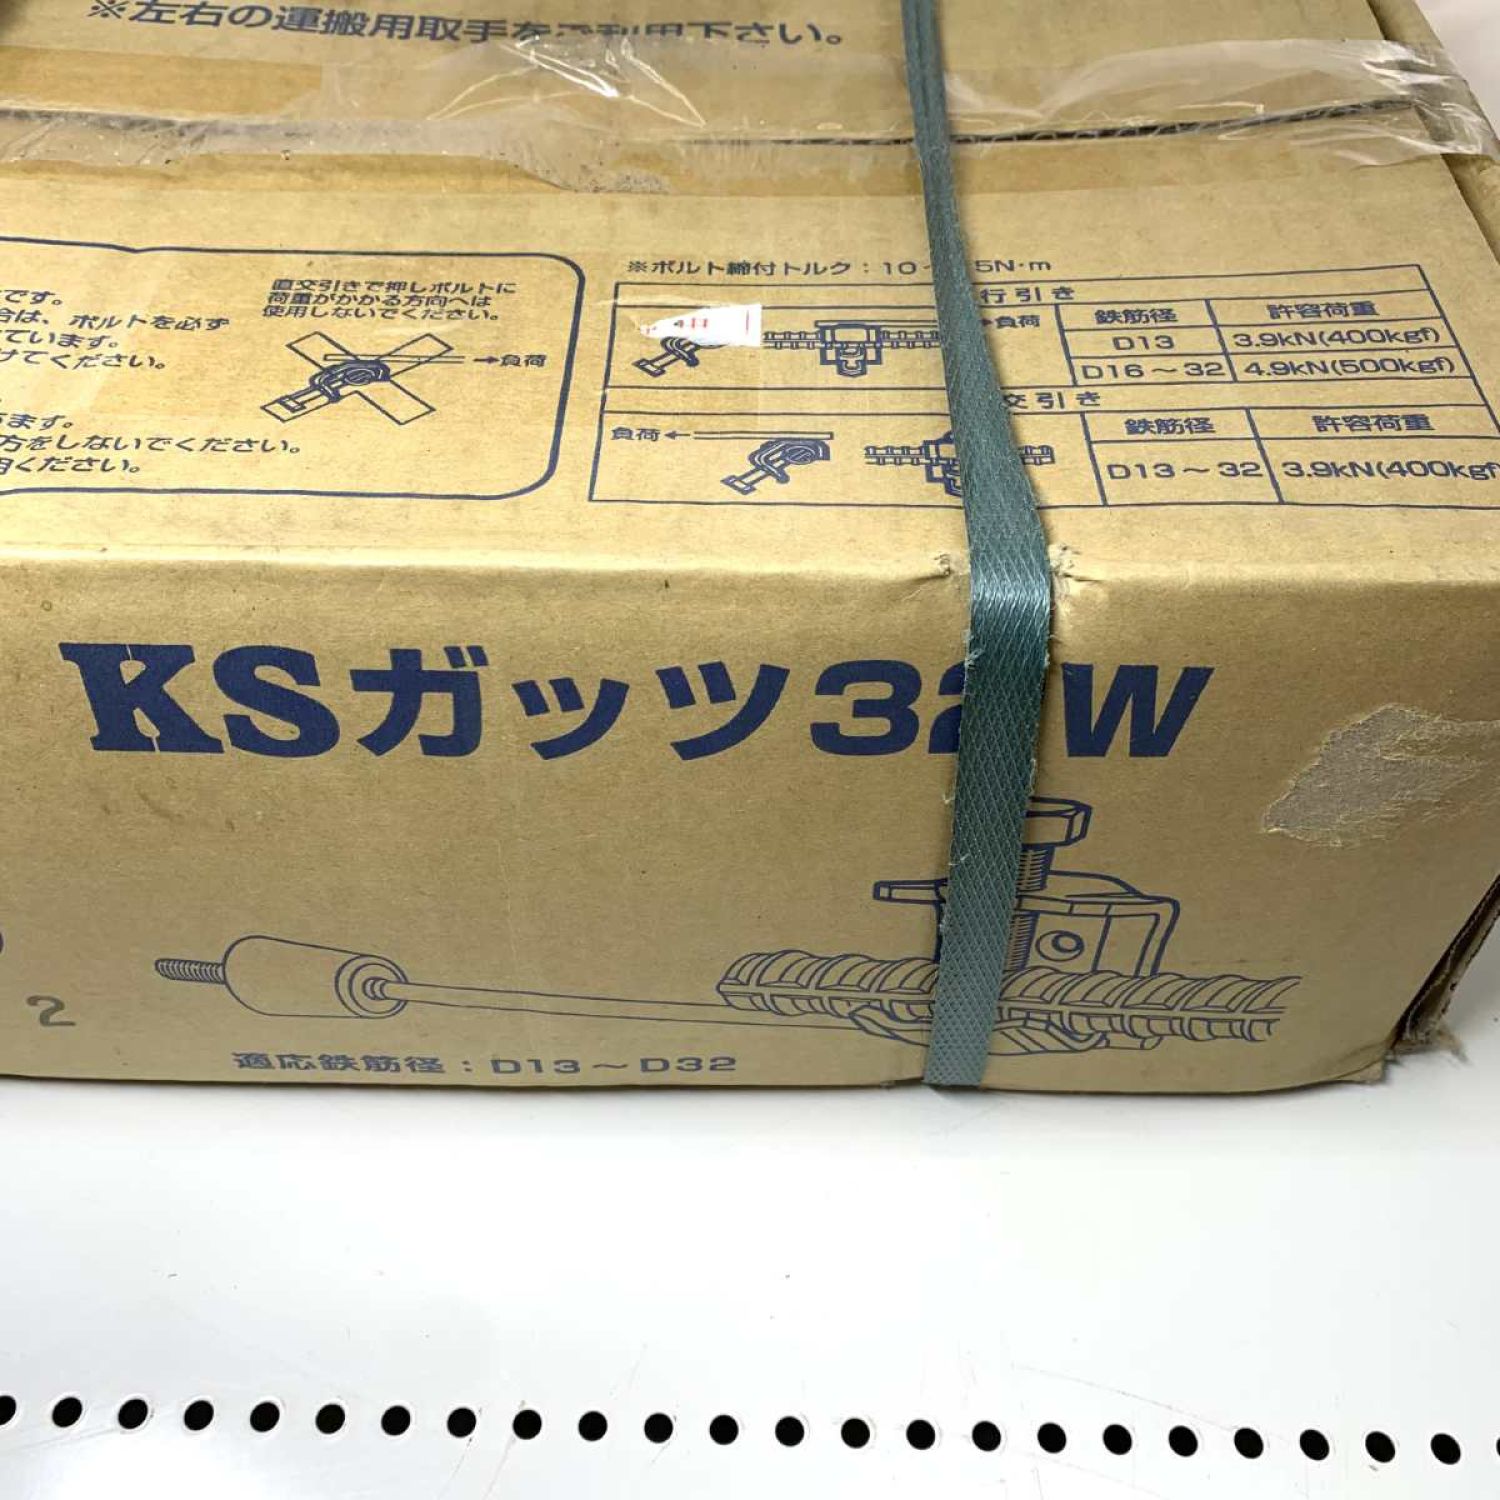 ※左右の運搬用取手をご利用下さい。
です。
合は、ボルトを必ず
ています。
けてください。
ます。
方をしないでください。
ください。
直交引きで押しボルトに
荷重がかかる方向へは
使用しないでください。
→負荷
※ボルト締付トルク：10 5N·m
行引き
→負荷
鉄筋径 許容荷重
D13 3.9kN(400kgf)
D16～32 4.9kN(500kgf)
交引き
負荷←
鉄筋径 許容荷重
D13～32 3.9kN(400kgf
KSガッツ32W
2
適応鉄筋径：D13～D32